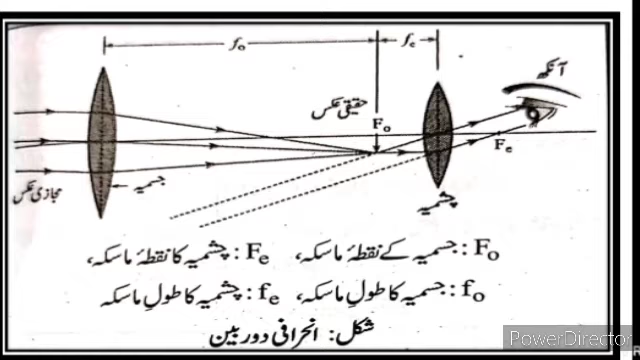 fₒ
fₑ
آنکھ
حقیقی عکس
Fₒ
Fₑ
مجازی عکس
جسمیہ
چشمیہ
Fₒ : جسمیہ کے نقطۂ ماسکہ، Fₑ : چشمیہ کا نقطۂ ماسکہ،
fₒ : جسمیہ کا طولِ ماسکہ، fₑ : چشمیہ کا طولِ ماسکہ
شکل: انحرافی دوربین
PowerDirector